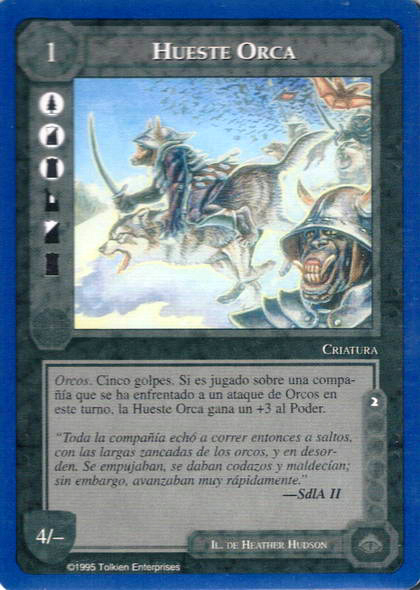 1
HUESTE ORCA
CRIATURA
Orcos. Cinco golpes. Si es jugado sobre una compa-
ñía que se ha enfrentado a un ataque de Orcos en
este turno, la Hueste Orca gana un +3 al Poder.
2
“Toda la compañía echó a correr entonces a saltos,
con las largas zancadas de los orcos, y en desor-
den. Se empujaban, se daban codazos y maldecían;
sin embargo, avanzaban muy rápidamente.”
—SdlA II
4/–
IL. DE HEATHER HUDSON
©1995 Tolkien Enterprises